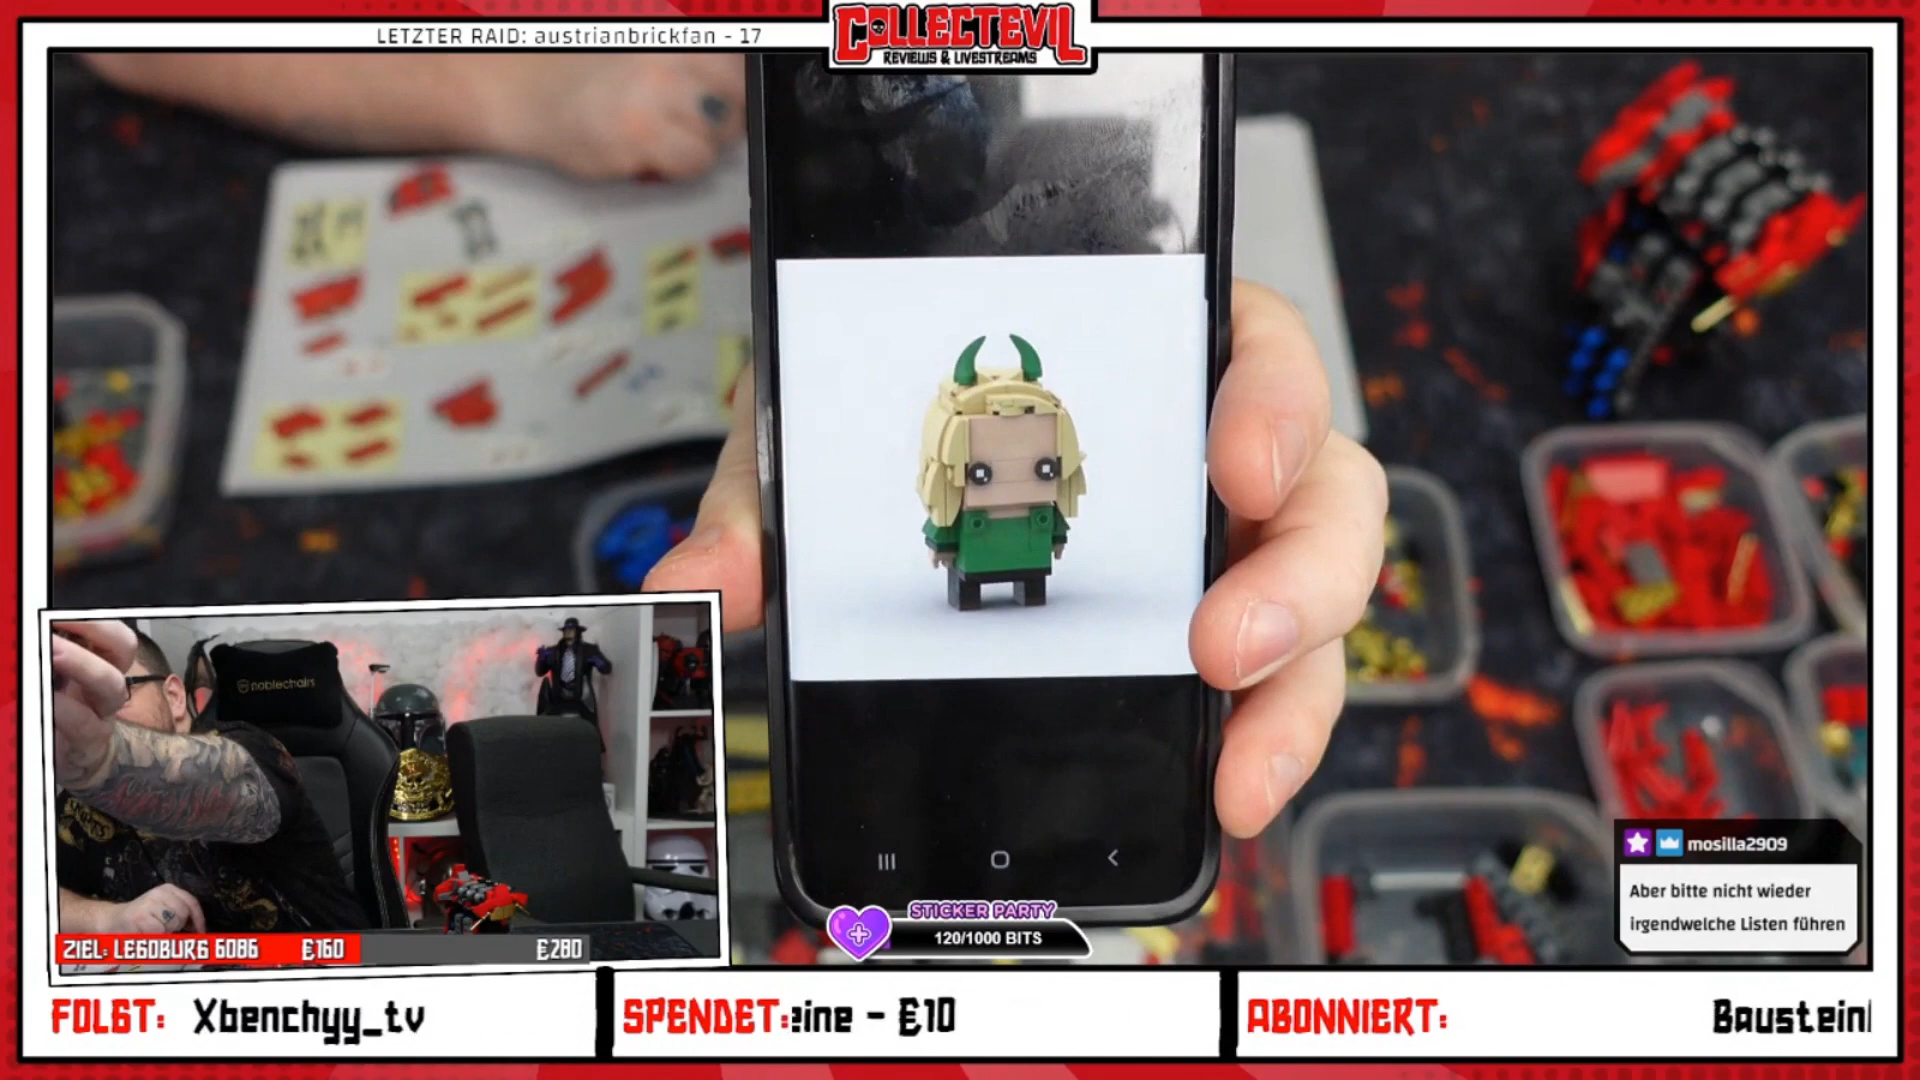 LETZTER RAID: austrianbrickfan - 17
COLLECTEVIL
REVIEWS & LIVESTREAMS
noblechairs
ZIEL: LEGOBURG 6086 £160 £280
STICKER PARTY
120/1000 BITS
mosilla2909
Aber bitte nicht wieder
irgendwelche Listen führen
FOLGT: Xbenchyy_tv
SPENDET: eine - £10
ABONNIERT: Baustein